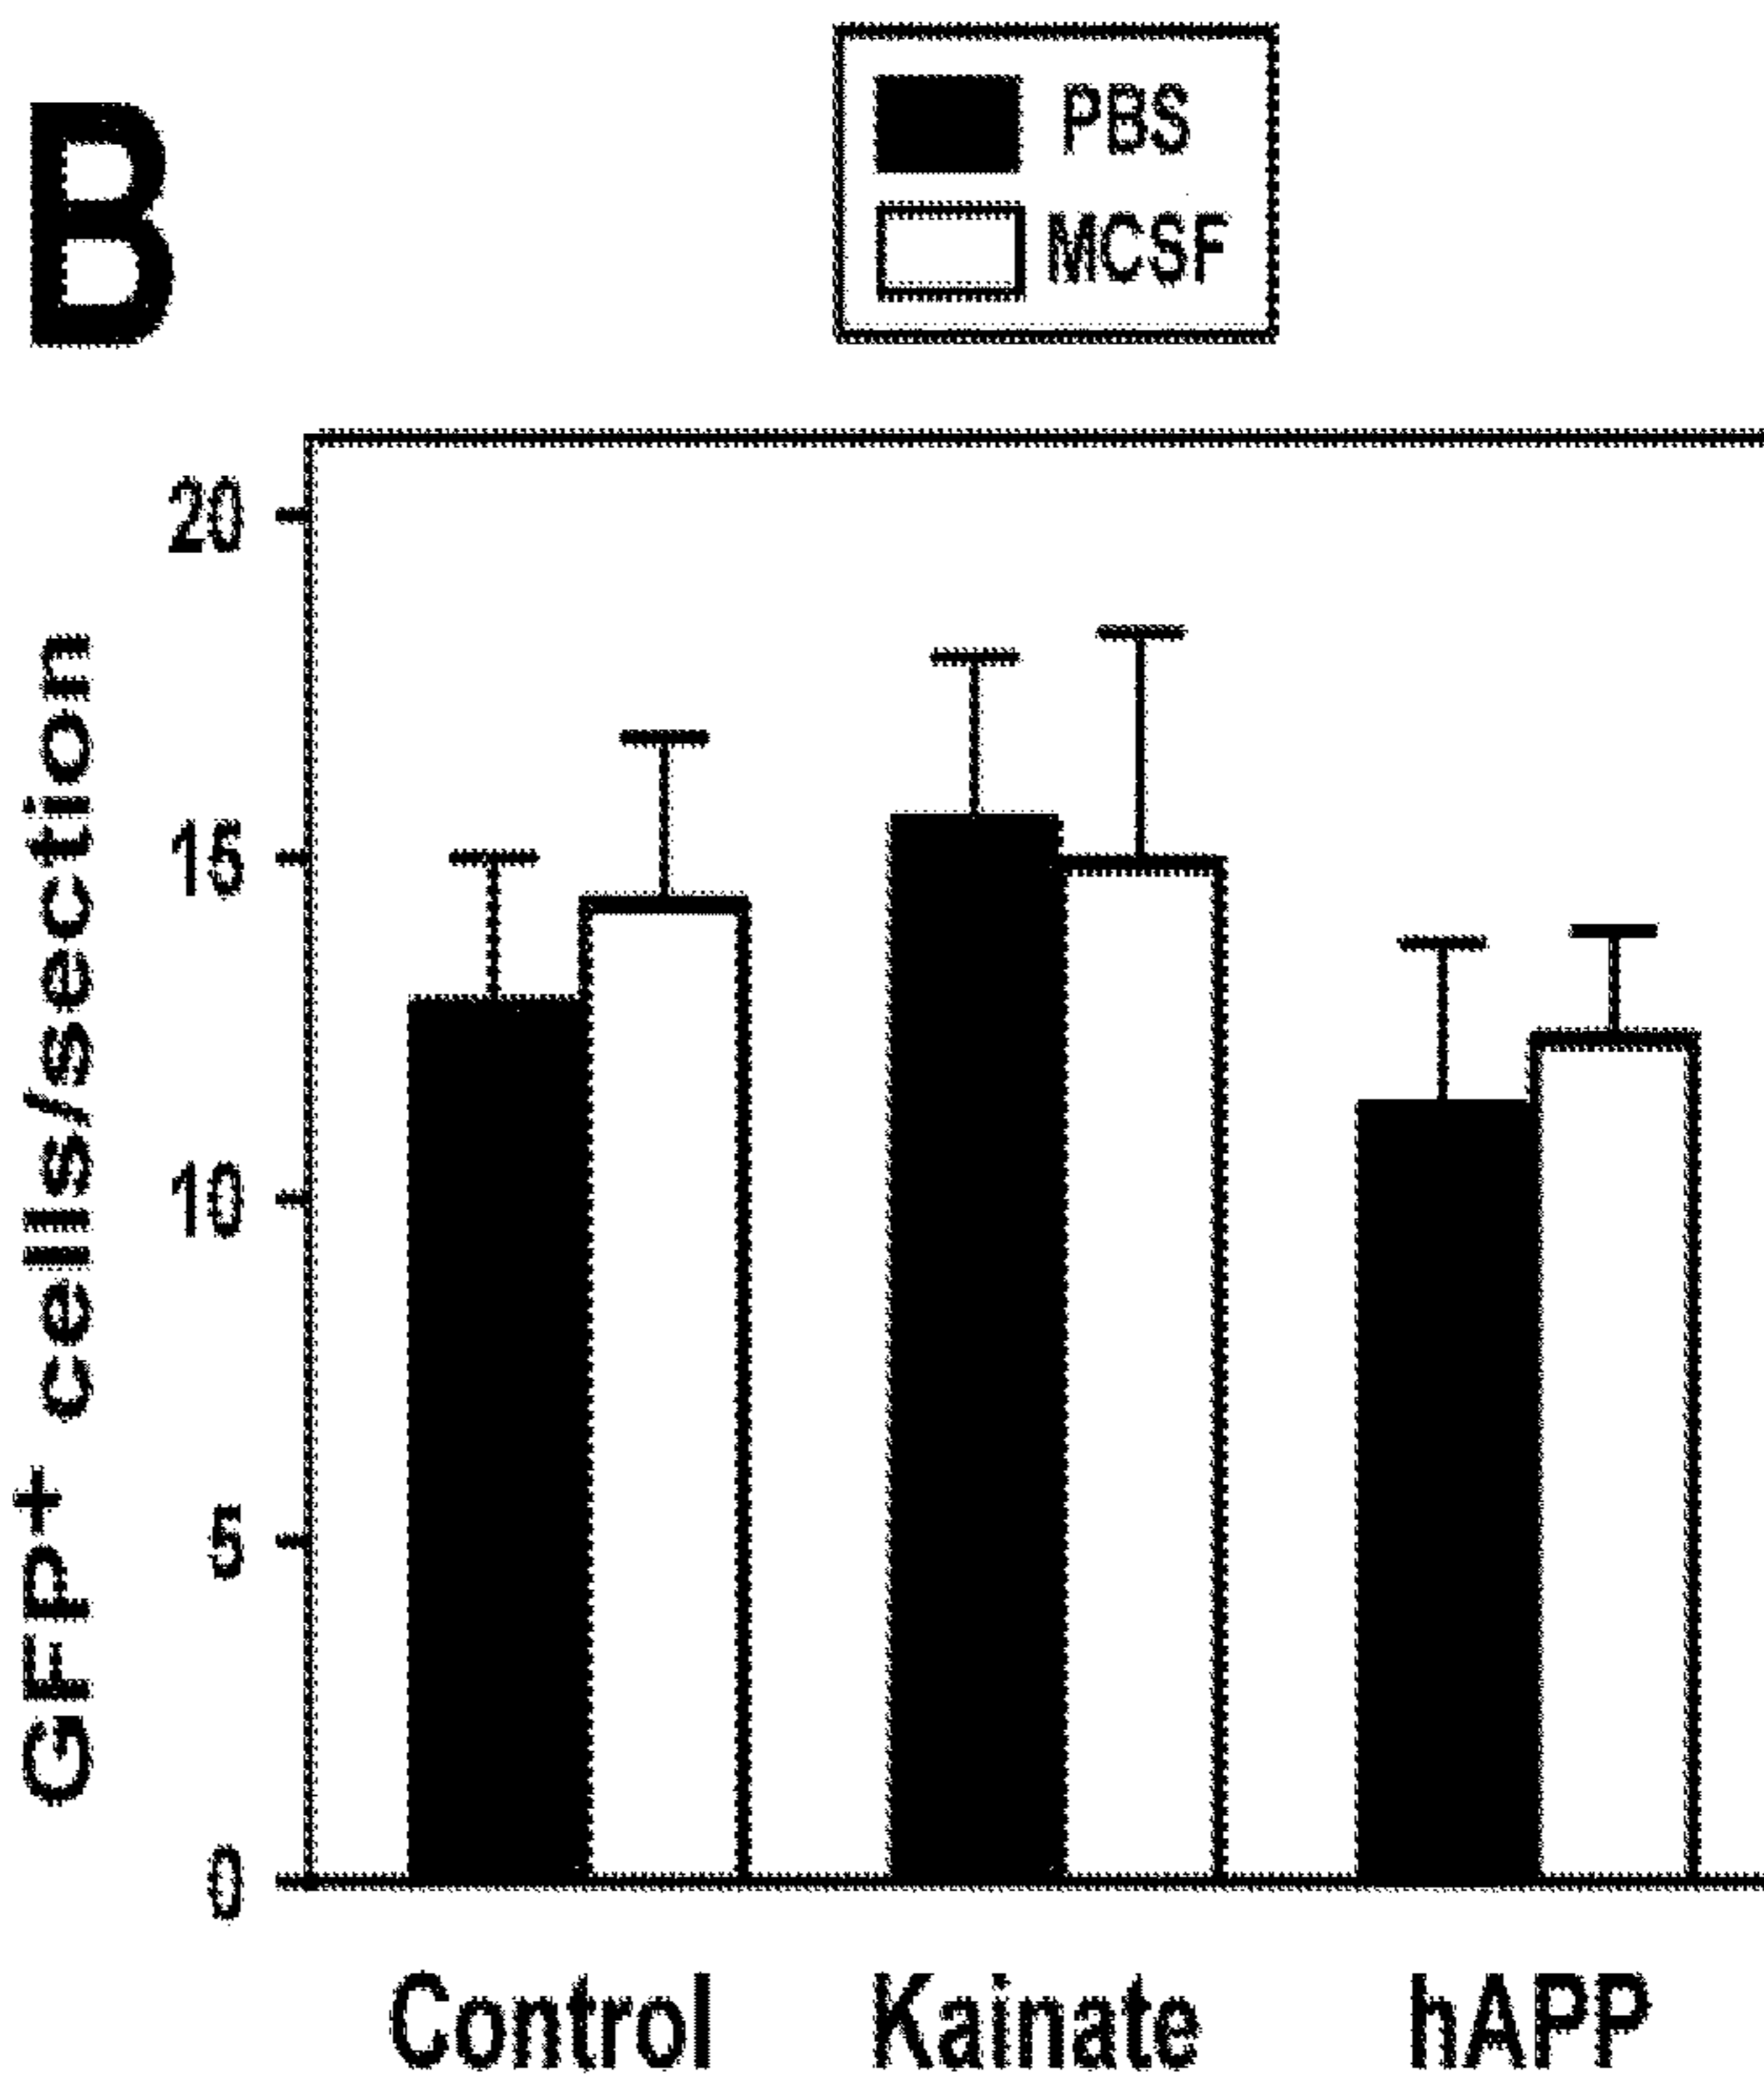 B
PBS
MCSF
GFP+ cells/section
20
15
10
5
0
Control Kainate hAPP